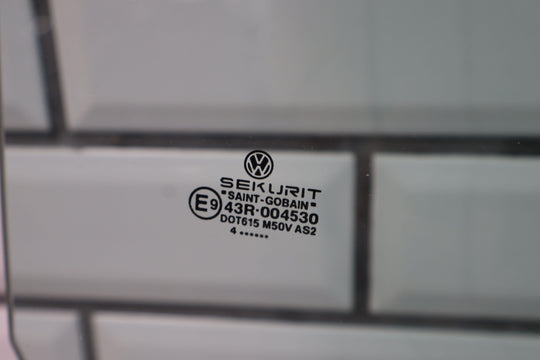 SEKURIT
"SAINT-GOBAIN"
E9 43R-004530
DOT615 M50V AS2
4 ••••••